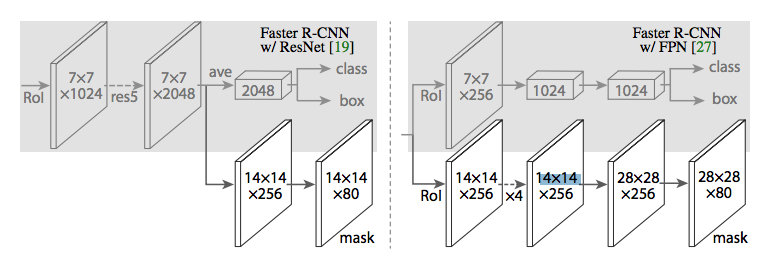 Faster R-CNN
w/ ResNet [19]
RoI
7×7
×1024
res5
7×7
×2048
ave
2048
class
box
14×14
×256
14×14
×80
mask
Faster R-CNN
w/ FPN [27]
RoI
7×7
×256
1024
1024
class
box
RoI
14×14
×256
×4
14×14
×256
28×28
×256
28×28
×80
mask